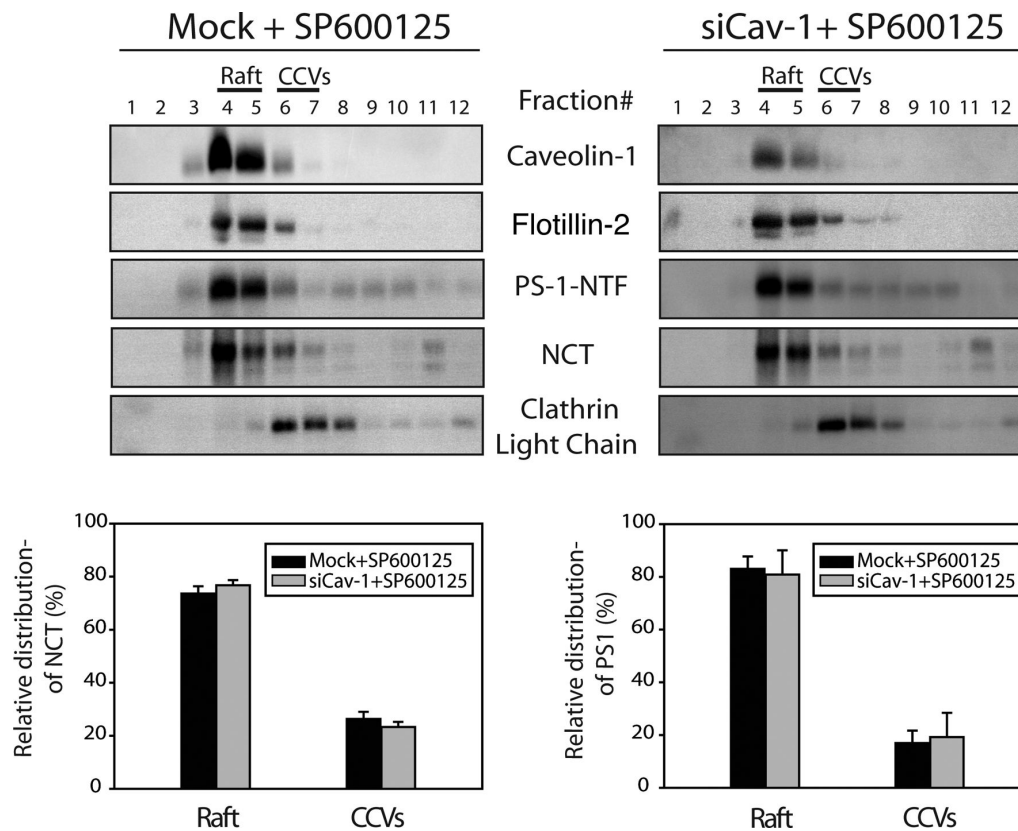 Mock + SP600125
siCav-1+ SP600125
Raft CCVs
Raft CCVs
1 2 3 4 5 6 7 8 9 10 11 12
Fraction#
1 2 3 4 5 6 7 8 9 10 11 12
Caveolin-1
Flotillin-2
PS-1-NTF
NCT
Clathrin
Light Chain
Relative distribution-
of NCT (%)
100
80
60
40
20
0
Mock+SP600125
siCav-1+SP600125
Raft CCVs
Relative distribution-
of PS1 (%)
100
80
60
40
20
0
Mock+SP600125
siCav-1+SP600125
Raft CCVs